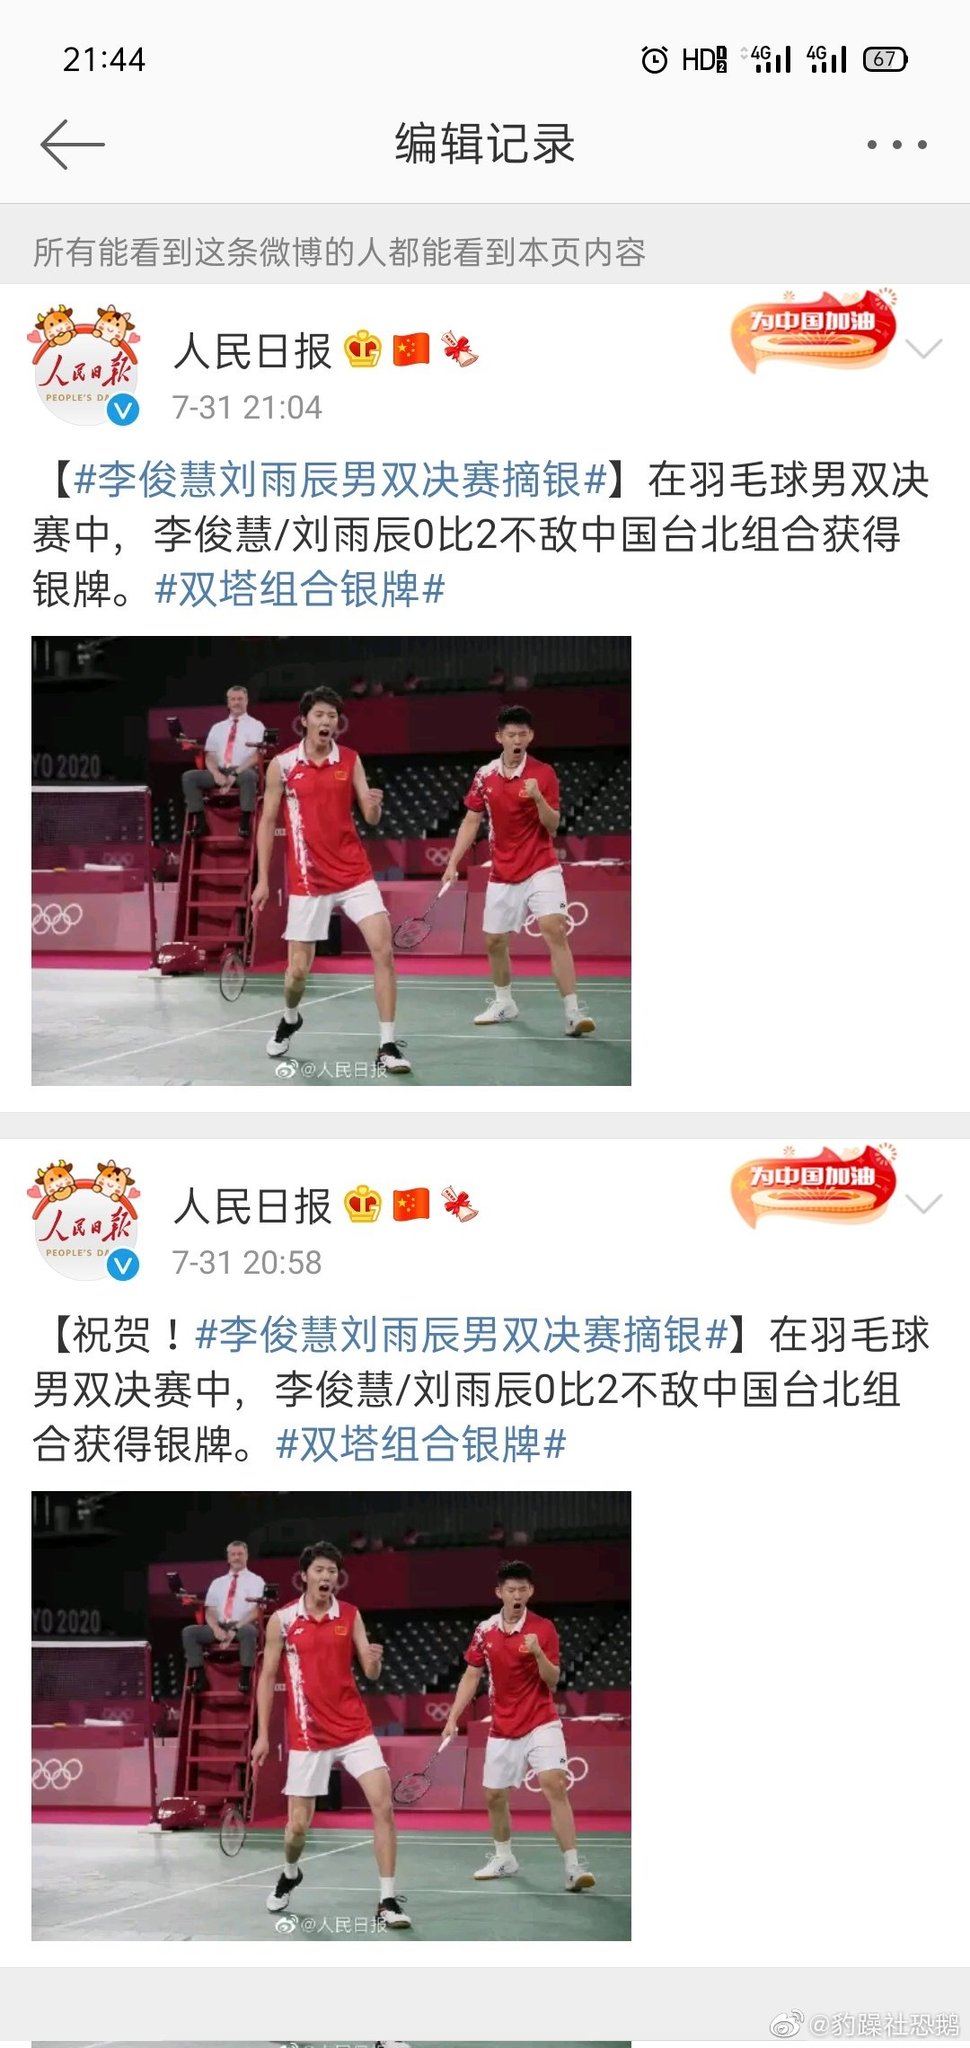 21:44
HD 4G 4G 67
编辑记录
所有能看到这条微博的人都能看到本页内容
人民日报
PEOPLE'S DA
人民日报
为中国加油
7-31 21:04
【#李俊慧刘雨辰男双决赛摘银#】在羽毛球男双决
赛中，李俊慧/刘雨辰0比2不敌中国台北组合获得
银牌。#双塔组合银牌#
YO 2020
@人民日报
人民日报
PEOPLE'S DA
人民日报
为中国加油
7-31 20:58
【祝贺！#李俊慧刘雨辰男双决赛摘银#】在羽毛球
男双决赛中，李俊慧/刘雨辰0比2不敌中国台北组
合获得银牌。#双塔组合银牌#
YO 2020
@人民日报
@豹躁社恐鹅